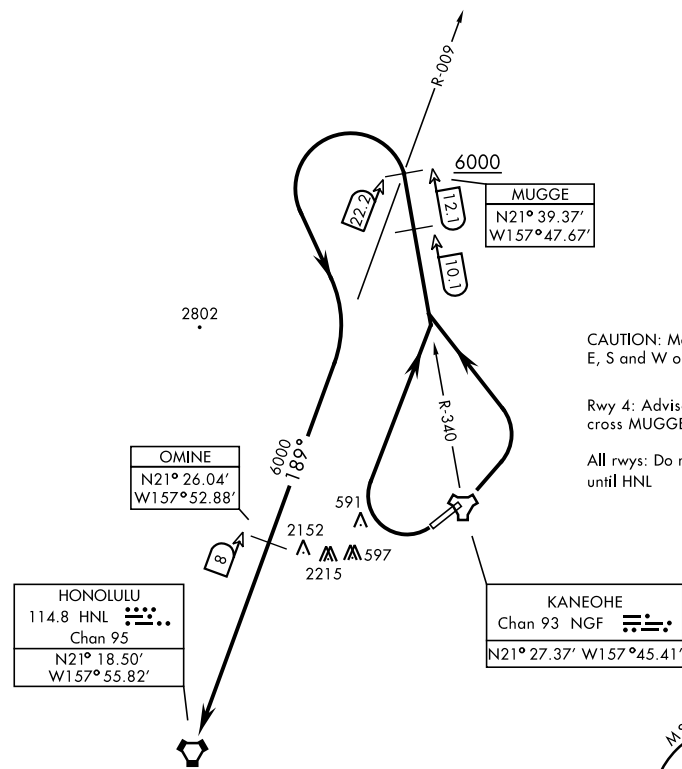 R-009
6000
22.2
12.1
MUGGE
N21° 39.37'
W157° 47.67'
10.1
2802
CAUTION:
E, S and W
R-340
Rwy 4:
cross MUGGE
6000
189°
OMINE
N21° 26.04'
W157° 52.88'
All rwys: Do
until HNL
591
8
2152
2215
597
HONOLULU
114.8 HNL
Chan 95
N21° 18.50'
W157° 55.82'
KANEOHE
Chan 93 NGF
N21° 27.37' W157° 45.41'